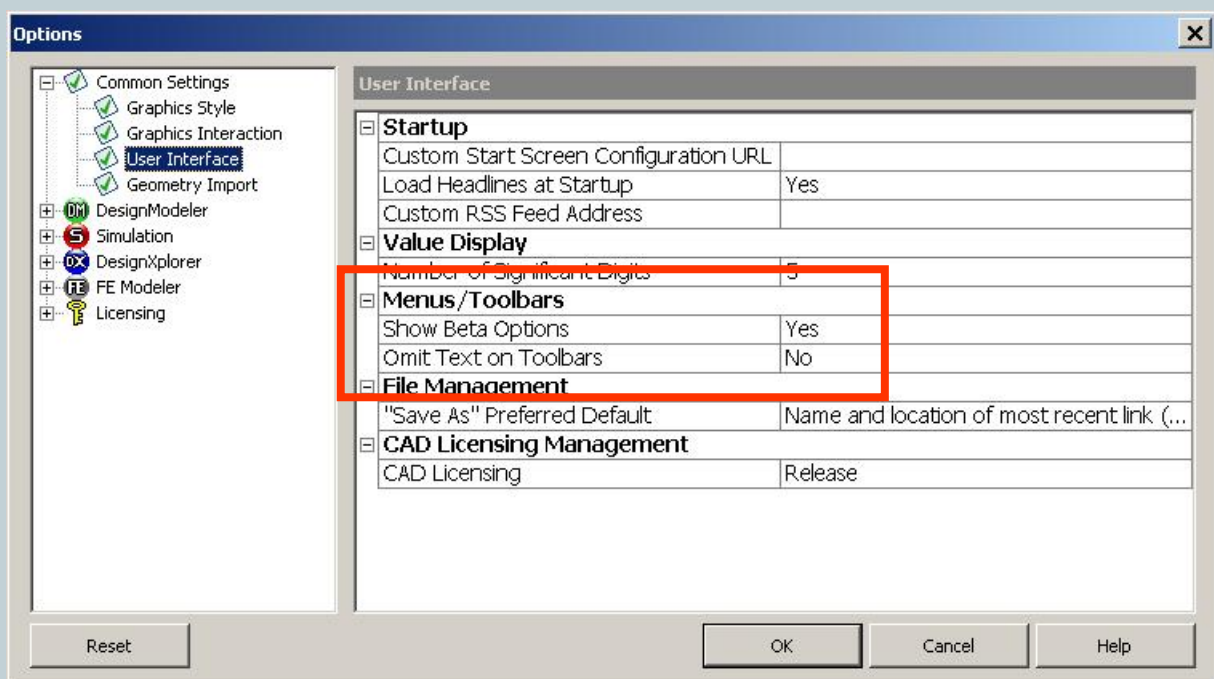 Options
Common Settings
Graphics Style
Graphics Interaction
User Interface
Geometry Import
DM DesignModeler
S Simulation
DX DesignXplorer
FE FE Modeler
Licensing
User Interface
Startup
Custom Start Screen Configuration URL
Load Headlines at Startup Yes
Custom RSS Feed Address
Value Display
Number of Significant Digits 5
Menus/Toolbars
Show Beta Options Yes
Omit Text on Toolbars No
File Management
"Save As" Preferred Default Name and location of most recent link (...
CAD Licensing Management
CAD Licensing Release
Reset OK Cancel Help